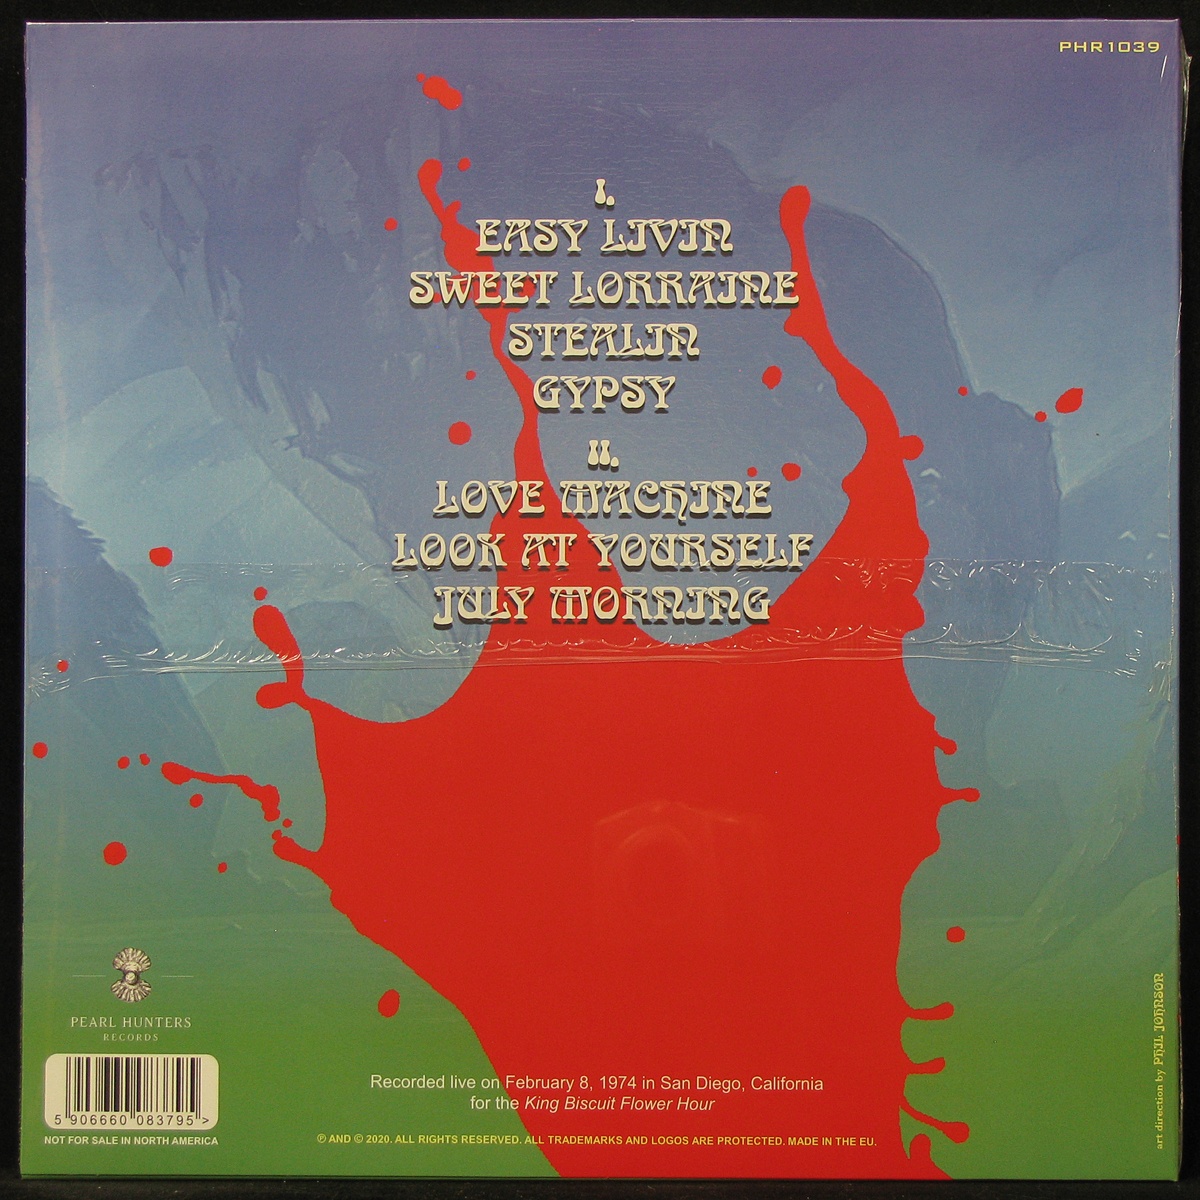 PHR1039
I.
EASY LIVIN
SWEET LORRAINE
STEALIN
GYPSY
II.
LOVE MACHINE
LOOK AT YOURSELF
JULY MORNING
PEARL HUNTERS
RECORDS
5 906660 083795 >
NOT FOR SALE IN NORTH AMERICA
Recorded live on February 8, 1974 in San Diego, California
for the King Biscuit Flower Hour
℗ AND © 2020. ALL RIGHTS RESERVED. ALL TRADEMARKS AND LOGOS ARE PROTECTED. MADE IN THE EU.
art direction by PHIL JOHNSON